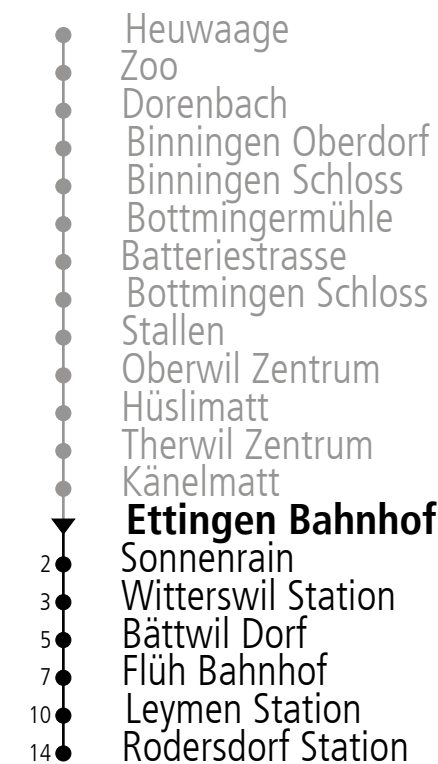 Heuwaage
Zoo
Dorenbach
Binningen Oberdorf
Binningen Schloss
Bottmingermühle
Batteriestrasse
Bottmingen Schloss
Stallen
Oberwil Zentrum
Hüslimatt
Therwil Zentrum
Känelmatt
Ettingen Bahnhof
2 Sonnenrain
3 Witterswil Station
5 Bättwil Dorf
7 Flüh Bahnhof
10 Leymen Station
14 Rodersdorf Station